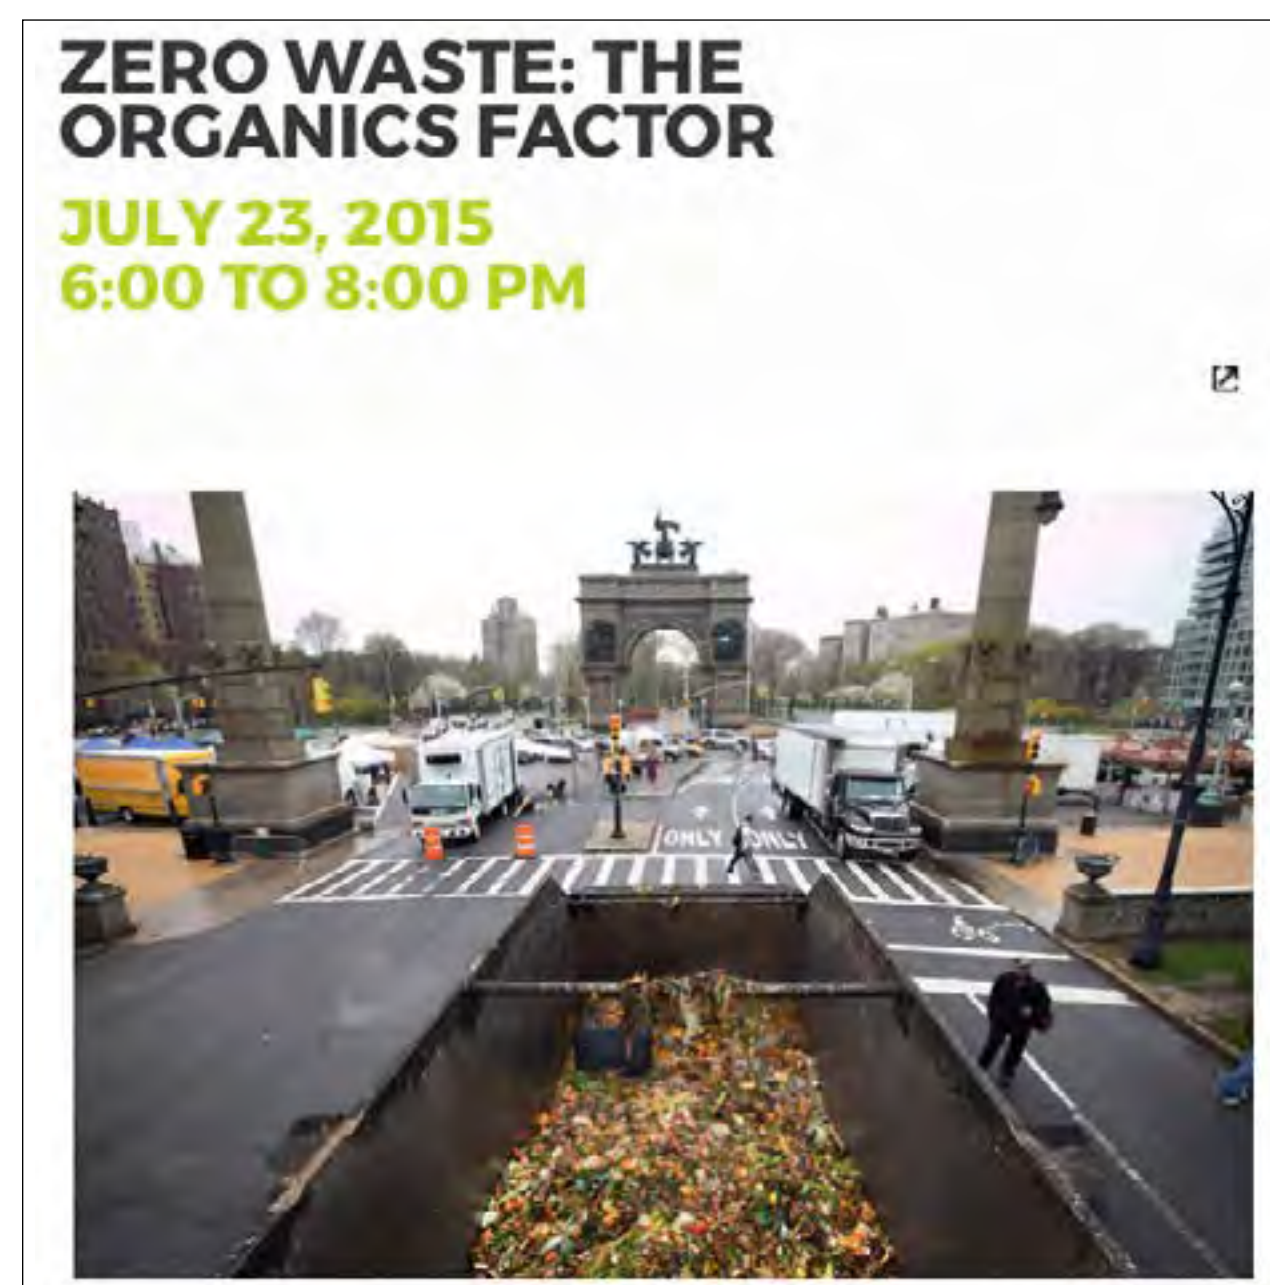 ZERO WASTE: THE
ORGANICS FACTOR
JULY 23, 2015
6:00 TO 8:00 PM
ONLY ONLY